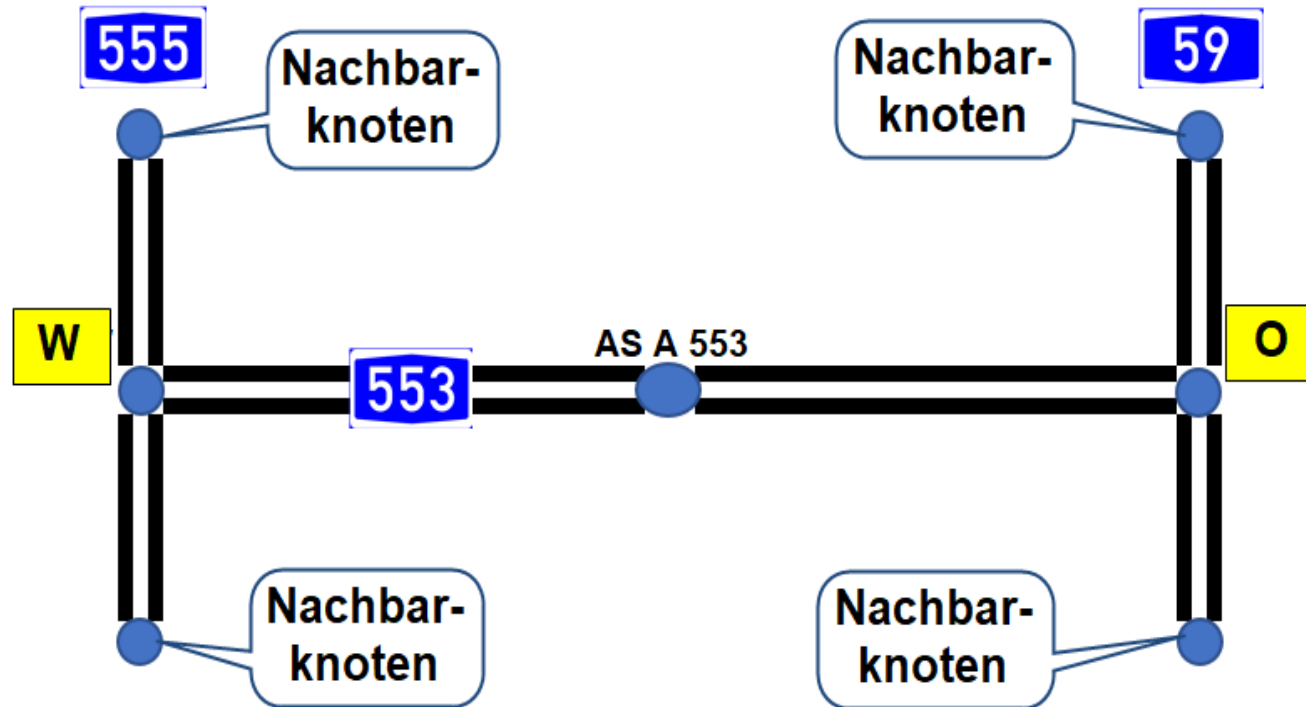 555
Nachbar-
knoten
Nachbar-
knoten
59
W
553
AS A 553
O
Nachbar-
knoten
Nachbar-
knoten